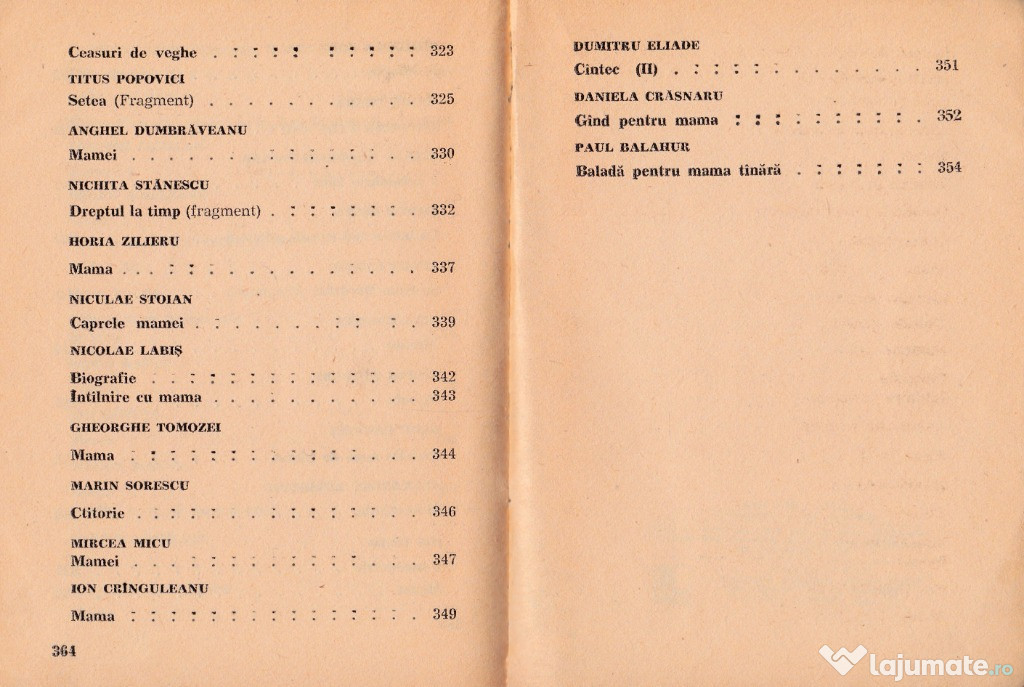 Ceasuri de veghe . : : : : : : : : : 323
TITUS POPOVICI
Setea (Fragment) . . . . . . . . . . . 325
ANGHEL DUMBRĂVEANU
Mamei . . . . . . . : : : : : : . . 330
NICHITA STĂNESCU
Dreptul la timp (fragment) . : : : : : : . 332
HORIA ZILIERU
Mama . . . : : . . . . . . . . . . . 337
NICULAE STOIAN
Caprele mamei . . . . . . . . : : . . 339
NICOLAE LABIȘ
Biografie . . : : : : : : : : : : . . 342
Întîlnire cu mama . . . . . . . . . . . 343
GHEORGHE TOMOZEI
Mama . : : : : : : : : : : : . . . 344
MARIN SORESCU
Ctitorie . : : : . . : : : : : : . . . 346
MIRCEA MICU
Mamei . . . : : : : : : : : : : . . 347
ION CRÎNGULEANU
Mama : : : : : : : : : : : : : : . 349
364
DUMITRU ELIADE
Cîntec (II) . : : : : . . . . . . . . 351
DANIELA CRĂSNARU
Gînd pentru mama : : : : : : : : : . 352
PAUL BALAHUR
Baladă pentru mama tînără . : : : : : : 354
lajumate.ro